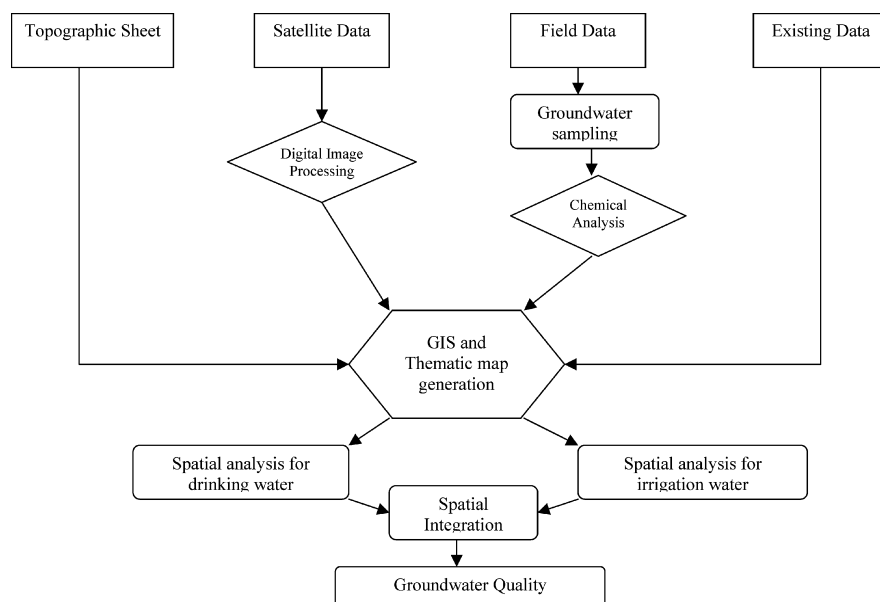 Topographic Sheet
Satellite Data
Field Data
Existing Data
Groundwater
sampling
Digital Image
Processing
Chemical
Analysis
GIS and
Thematic map
generation
Spatial analysis for
drinking water
Spatial analysis for
irrigation water
Spatial
Integration
Groundwater Quality